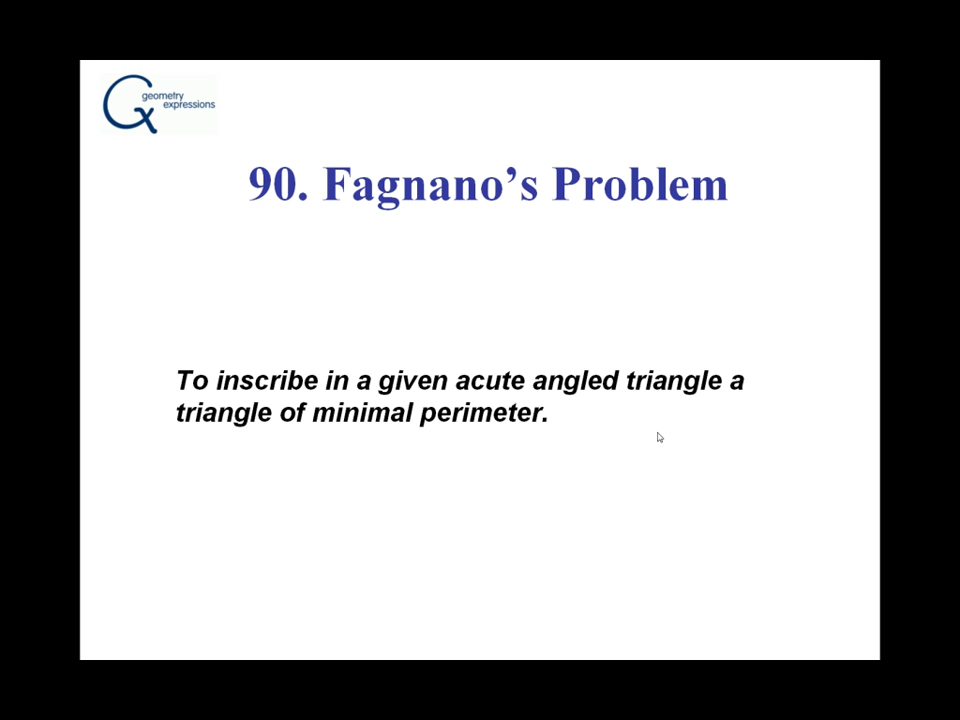 geometry
expressions
90. Fagnano's Problem
To inscribe in a given acute angled triangle a
triangle of minimal perimeter.